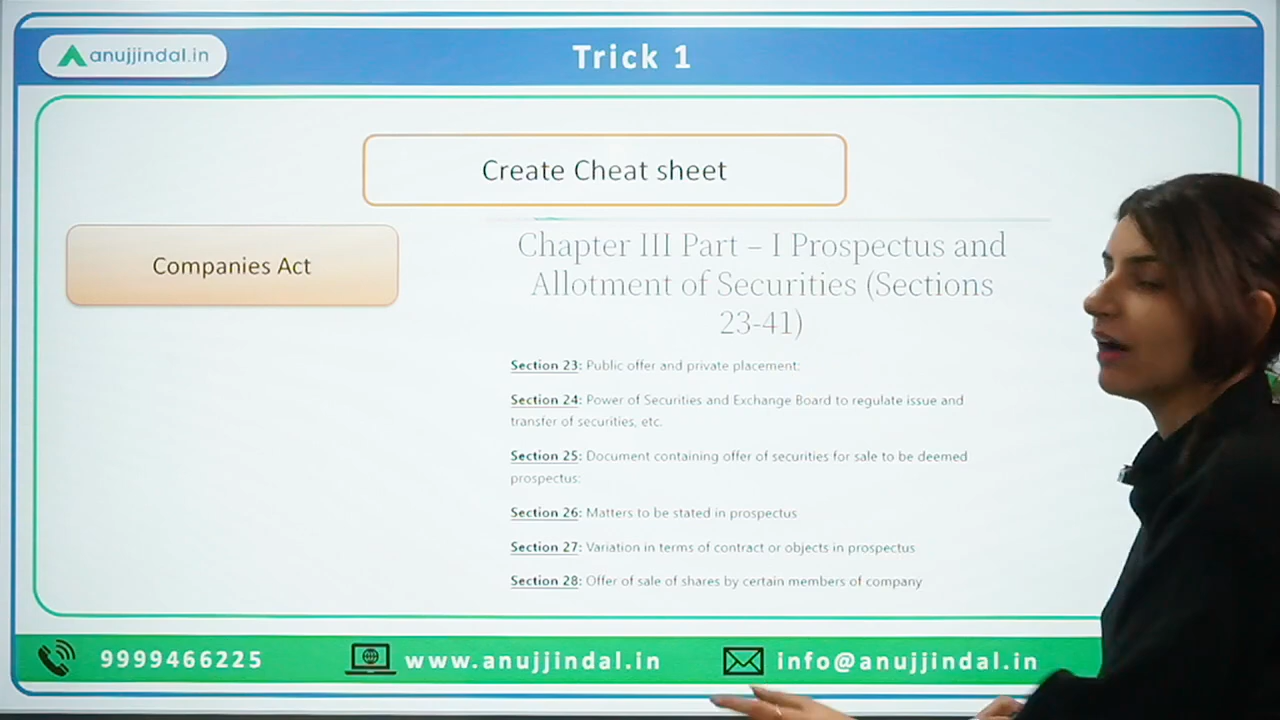 anujjindal.in
Trick 1
Create Cheat sheet
Companies Act
Chapter III Part – I Prospectus and
Allotment of Securities (Sections
23-41)
Section 23: Public offer and private placement:
Section 24: Power of Securities and Exchange Board to regulate issue and
transfer of securities, etc.
Section 25: Document containing offer of securities for sale to be deemed
prospectus:
Section 26: Matters to be stated in prospectus
Section 27: Variation in terms of contract or objects in prospectus
Section 28: Offer of sale of shares by certain members of company
9999466225
www.anujjindal.in
info@anujjindal.in